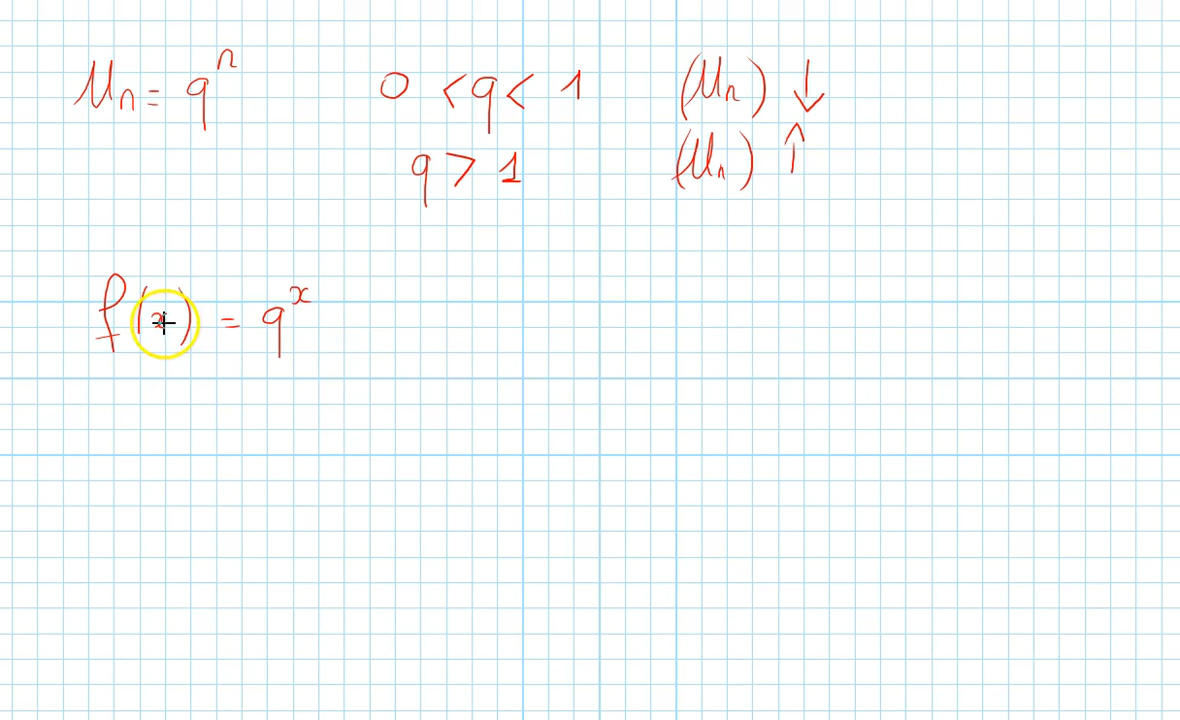 Un = q^n 0 < q < 1 (Un) ↓
q > 1 (Un) ↑
f(x) = q^x